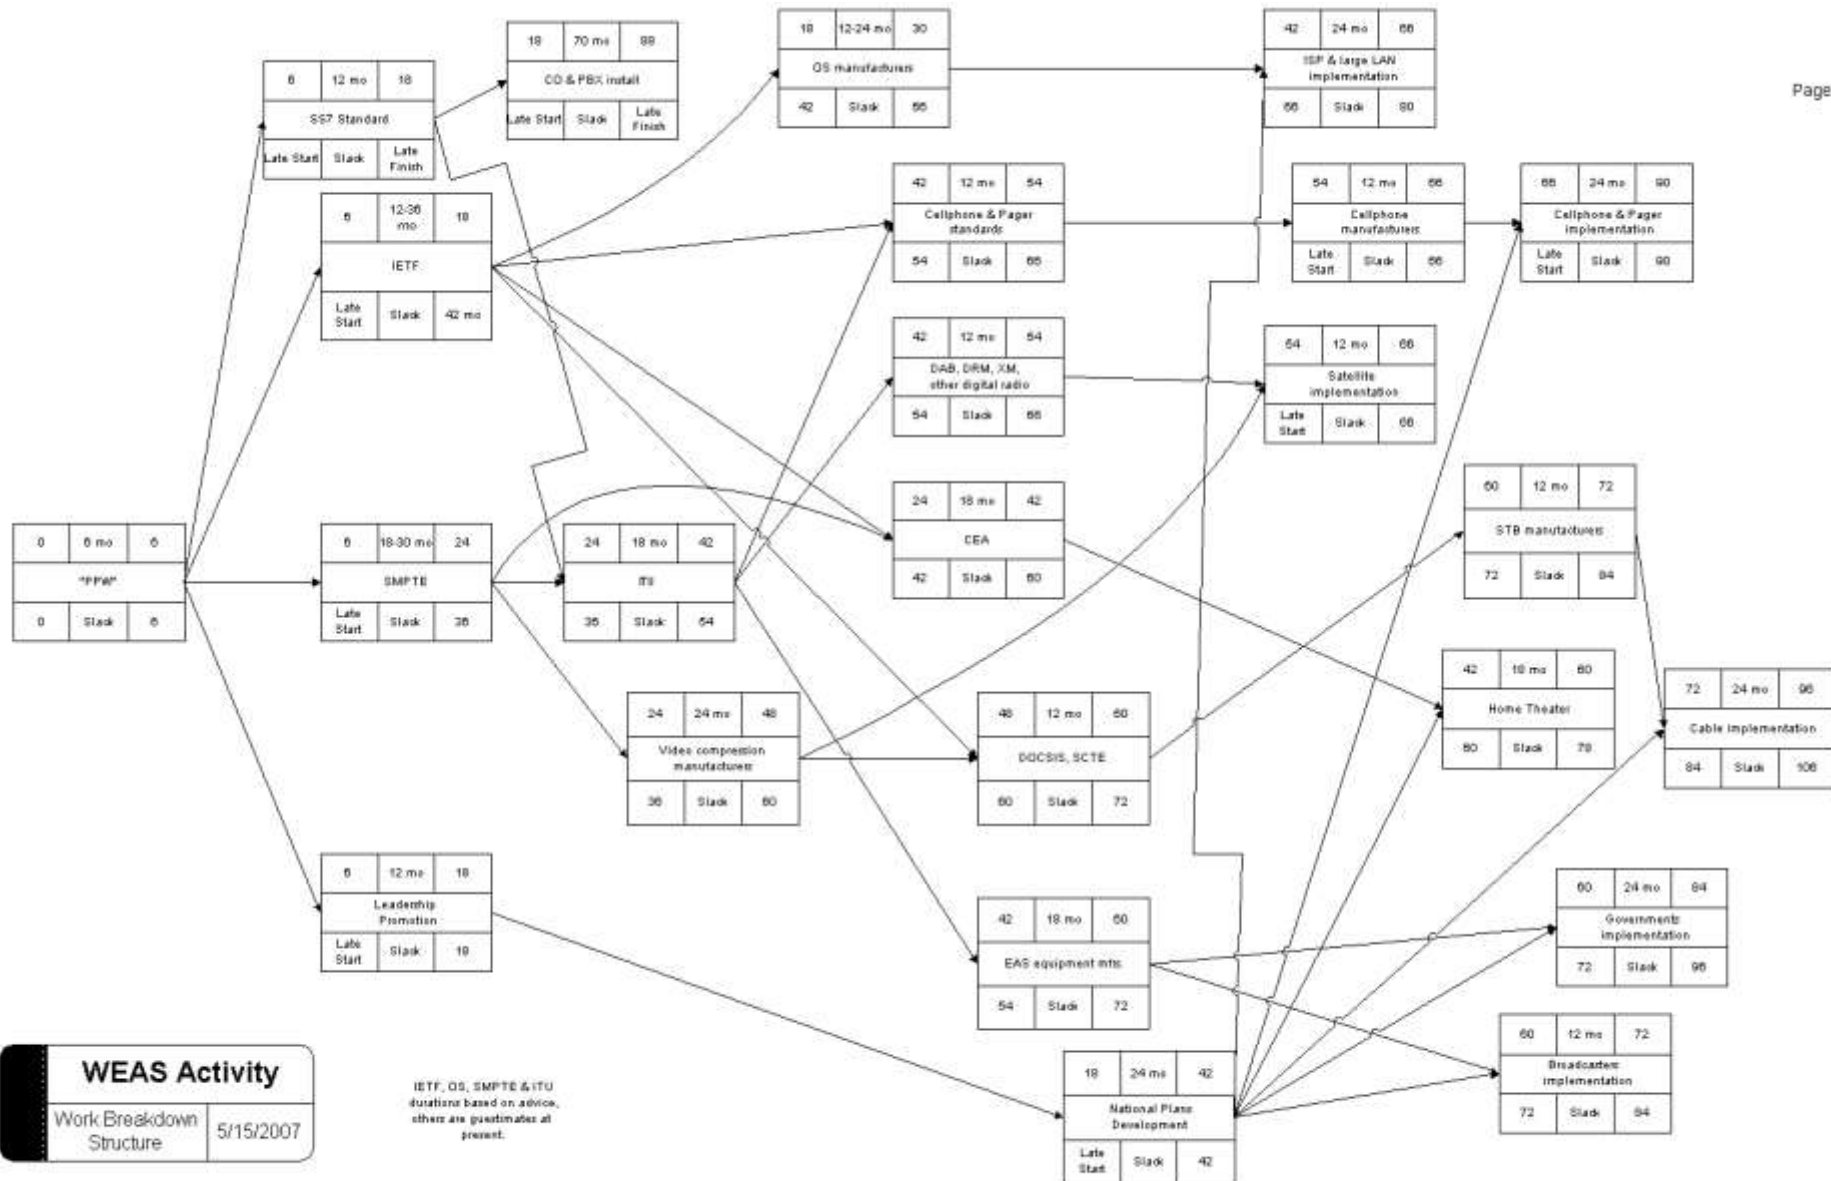 Page
18 70 mo 88
CO & PBX install
Late Start Slack Late Finish
18 12-24 mo 30
OS manufacturers
42 Slack 66
42 24 mo 66
ISP & large LAN
implementation
66 Slack 90
6 12 mo 18
SS7 Standard
Late Start Slack Late Finish
6 12-36 mo 18
IETF
Late Start Slack 42 mo
42 12 mo 54
Cellphone & Pager
standards
54 Slack 66
54 12 mo 66
Cellphone
manufacturers
Late Start Slack 66
66 24 mo 90
Cellphone & Pager
implementation
Late Start Slack 90
42 12 mo 54
DAB, DRM, XM,
other digital radio
54 Slack 66
54 12 mo 66
Satellite
implementation
Late Start Slack 66
0 6 mo 6
"PPW"
0 Slack 6
6 18-30 mo 24
SMPTE
Late Start Slack 36
24 18 mo 42
ITU
36 Slack 54
24 18 mo 42
CEA
42 Slack 60
60 12 mo 72
STB manufacturers
72 Slack 84
24 24 mo 48
Video compression
manufacturers
36 Slack 60
48 12 mo 60
DOCSIS, SCTE
60 Slack 72
42 18 mo 60
Home Theater
60 Slack 78
72 24 mo 96
Cable implementation
84 Slack 108
6 12 mo 18
Leadership
Promotion
Late Start Slack 18
42 18 mo 60
EAS equipment mfrs.
54 Slack 72
60 24 mo 84
Governments
implementation
72 Slack 96
60 12 mo 72
Broadcasters
implementation
72 Slack 84
18 24 mo 42
National Plans
Development
Late Start Slack 42
WEAS Activity
Work Breakdown
Structure
5/15/2007
IETF, OS, SMPTE & ITU
durations based on advice,
others are guestimates at
present.